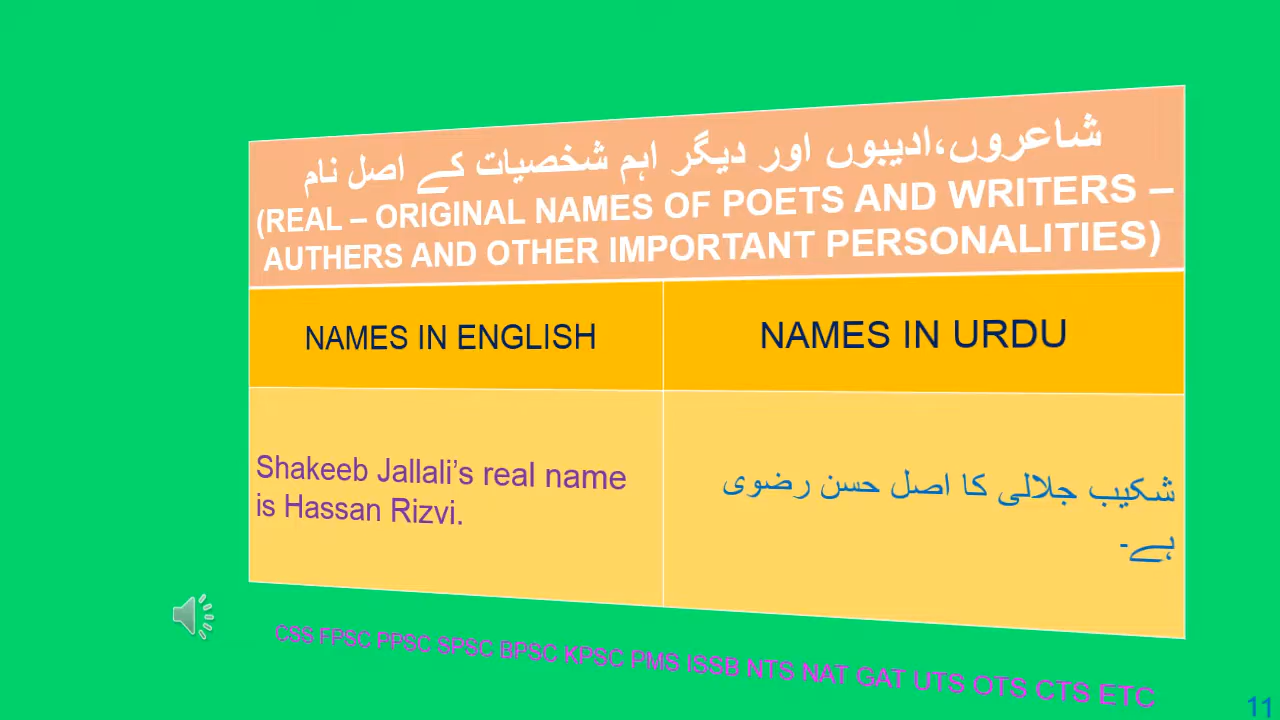 شاعروں،ادیبوں اور دیگر اہم شخصیات کے اصل نام
(REAL – ORIGINAL NAMES OF POETS AND WRITERS –
AUTHERS AND OTHER IMPORTANT PERSONALITIES)
NAMES IN ENGLISH
NAMES IN URDU
Shakeeb Jallali’s real name
is Hassan Rizvi.
شکیب جلالی کا اصل حسن رضوی
ہے۔
CSS FPSC PPSC SPSC BPSC KPSC PMS ISSB NTS NAT GAT UTS OTS CTS ETC
11